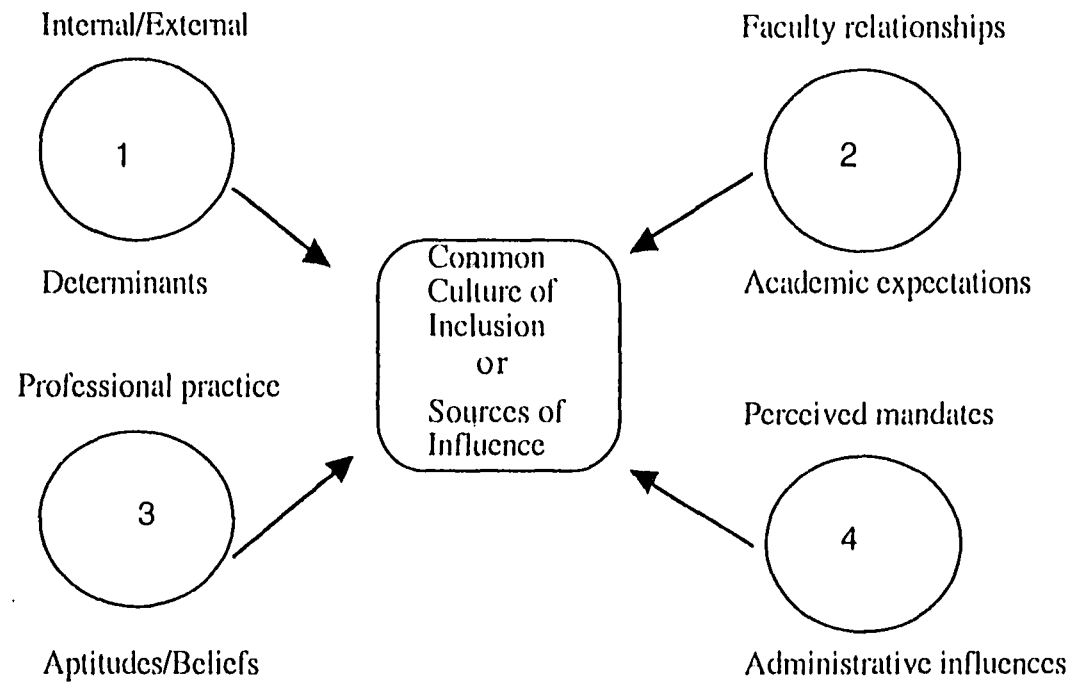 Internal/External
1
Determinants
Faculty relationships
2
Academic expectations
Common
Culture of
Inclusion
or
Sources of
Influence
Professional practice
3
Aptitudes/Beliefs
Perceived mandates
4
Administrative influences